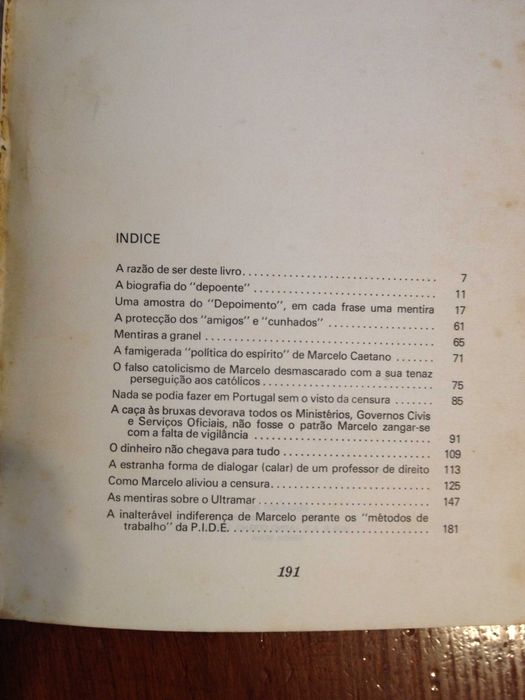 INDICE
A razão de ser deste livro. . . . . . . . . . . . . . . . . . . . . . . . . . . . . . . . . . 7
A biografia do "depoente" . . . . . . . . . . . . . . . . . . . . . . . . . . . . . . . . 11
Uma amostra do "Depoimento", em cada frase uma mentira 17
A protecção dos "amigos" e "cunhados" . . . . . . . . . . . . . . . . . . . 61
Mentiras a granel . . . . . . . . . . . . . . . . . . . . . . . . . . . . . . . . . . . . . . . 65
A famigerada "política do espírito" de Marcelo Caetano . . . . . . . 71
O falso catolicismo de Marcelo desmascarado com a sua tenaz
perseguição aos católicos . . . . . . . . . . . . . . . . . . . . . . . . . . . . . . 75
Nada se podia fazer em Portugal sem o visto da censura . . . . . . . 85
A caça às bruxas devorava todos os Ministérios, Governos Civis
e Serviços Oficiais, não fosse o patrão Marcelo zangar-se
com a falta de vigilância . . . . . . . . . . . . . . . . . . . . . . . . . . . . . . . 91
O dinheiro não chegava para tudo . . . . . . . . . . . . . . . . . . . . . . . . . . 109
A estranha forma de dialogar (calar) de um professor de direito 113
Como Marcelo aliviou a censura. . . . . . . . . . . . . . . . . . . . . . . . . . . 125
As mentiras sobre o Ultramar . . . . . . . . . . . . . . . . . . . . . . . . . . . . . 147
A inalterável indiferença de Marcelo perante os "métodos de
trabalho" da P.I.D.E. . . . . . . . . . . . . . . . . . . . . . . . . . . . . . . . . . . 181
191